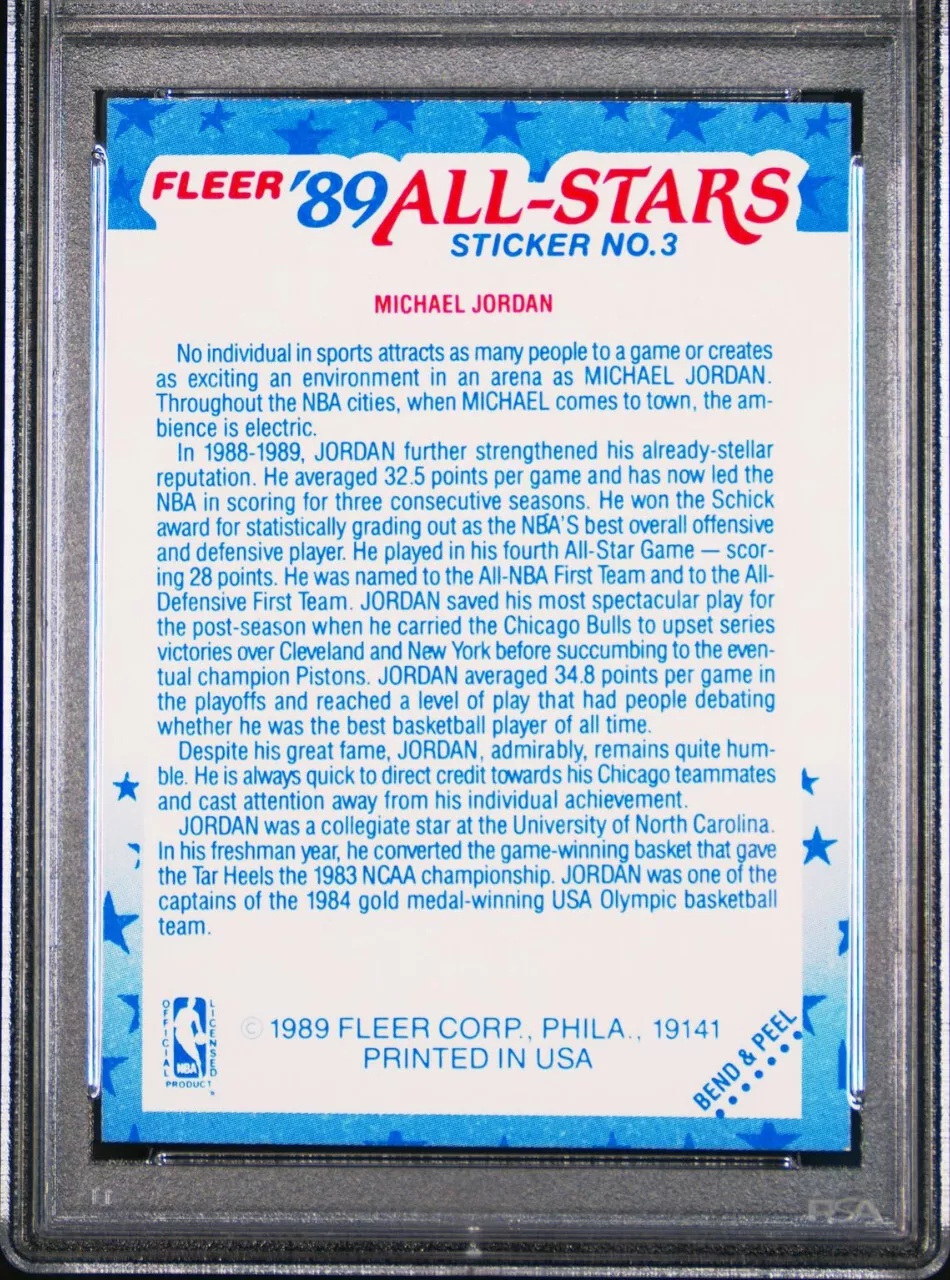 FLEER '89 ALL-STARS
STICKER NO.3
MICHAEL JORDAN
No individual in sports attracts as many people to a game or creates
as exciting an environment in an arena as MICHAEL JORDAN.
Throughout the NBA cities, when MICHAEL comes to town, the am-
bience is electric.
In 1988-1989, JORDAN further strengthened his already-stellar
reputation. He averaged 32.5 points per game and has now led the
NBA in scoring for three consecutive seasons. He won the Schick
award for statistically grading out as the NBA'S best overall offensive
and defensive player. He played in his fourth All-Star Game — scor-
ing 28 points. He was named to the All-NBA First Team and to the All-
Defensive First Team. JORDAN saved his most spectacular play for
the post-season when he carried the Chicago Bulls to upset series
victories over Cleveland and New York before succumbing to the even-
tual champion Pistons. JORDAN averaged 34.8 points per game in
the playoffs and reached a level of play that had people debating
whether he was the best basketball player of all time.
Despite his great fame, JORDAN, admirably, remains quite hum-
ble. He is always quick to direct credit towards his Chicago teammates
and cast attention away from his individual achievement.
JORDAN was a collegiate star at the University of North Carolina.
In his freshman year, he converted the game-winning basket that gave
the Tar Heels the 1983 NCAA championship. JORDAN was one of the
captains of the 1984 gold medal-winning USA Olympic basketball
team.
OFFICIAL
NBA
LICENSED
PRODUCT
© 1989 FLEER CORP., PHILA., 19141
PRINTED IN USA
BEND & PEEL
PSA